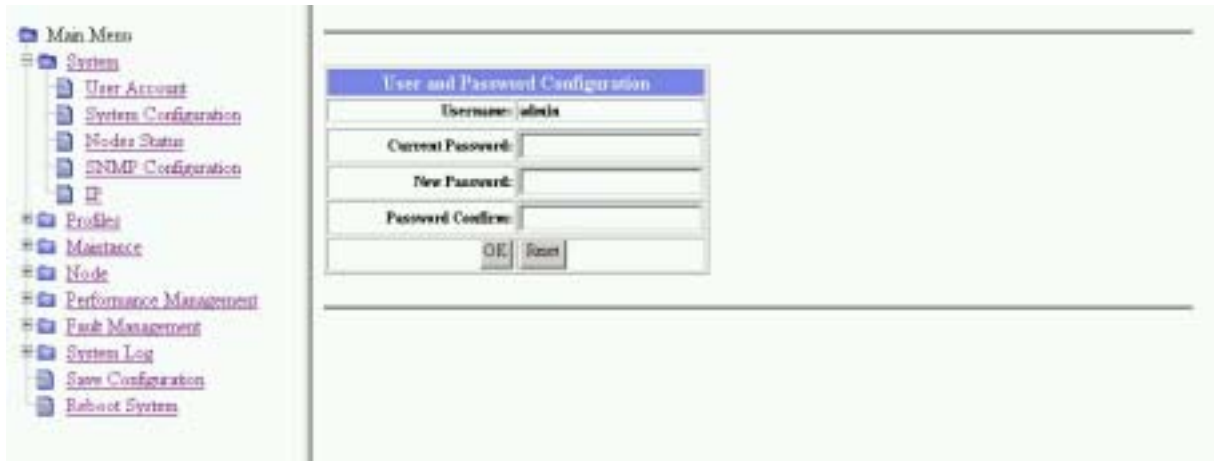 Main Menu
System
User Account
System Configuration
Nodes Status
SNMP Configuration
IP
Profiles
Maintance
Node
Performance Management
Fault Management
System Log
Save Configuration
Reboot System
User and Password Configuration
Username: admin
Current Password:
New Password:
Password Confirm:
OK Reset